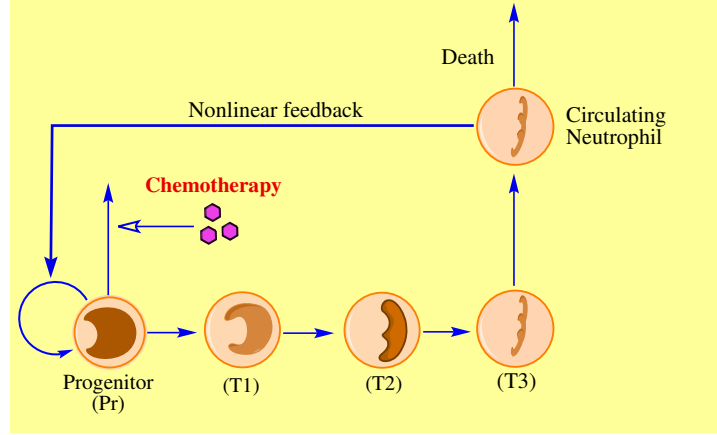 Death
Nonlinear feedback
Circulating
Neutrophil
Chemotherapy
Progenitor
(Pr)
(T1)
(T2)
(T3)